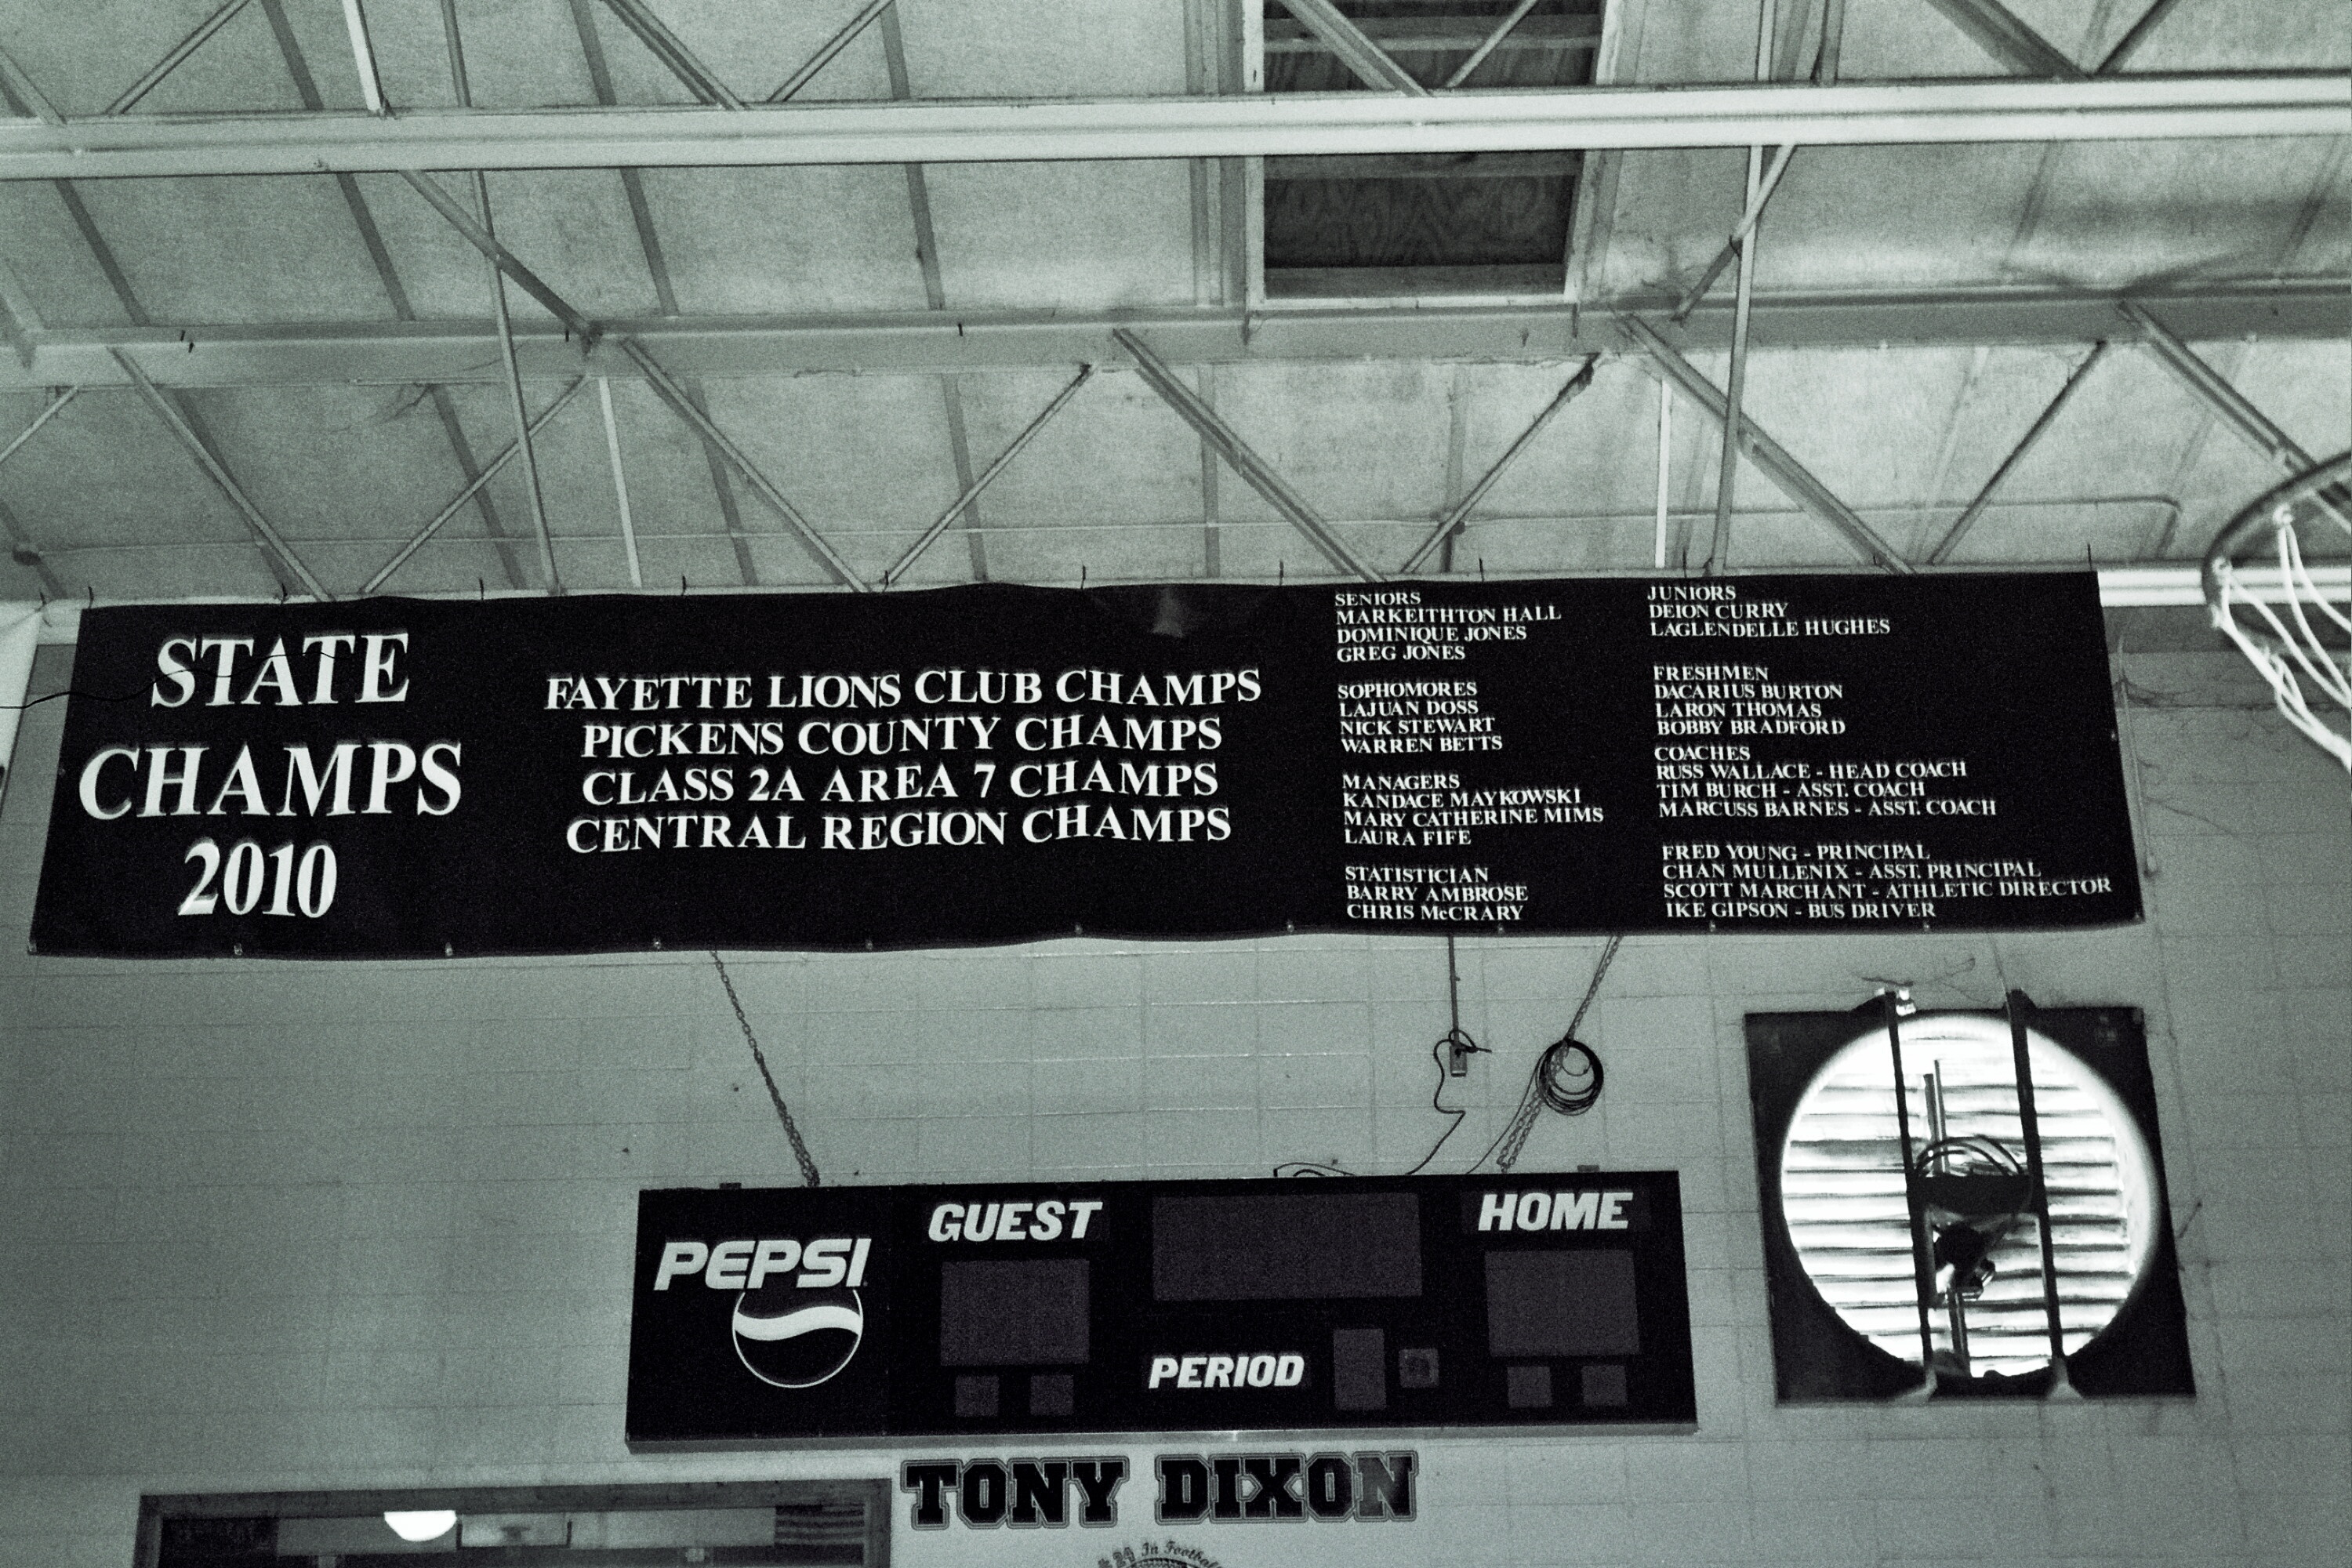 STATE
CHAMPS
2010
FAYETTE LIONS CLUB CHAMPS
PICKENS COUNTY CHAMPS
CLASS 2A AREA 7 CHAMPS
CENTRAL REGION CHAMPS
SENIORS
MARKEITHTON HALL
DOMINIQUE JONES
GREG JONES
SOPHOMORES
LAJUAN DOSS
NICK STEWART
WARREN BETTS
MANAGERS
KANDACE MAYKOWSKI
MARY CATHERINE MIMS
LAURA FIFE
STATISTICIAN
BARRY AMBROSE
CHRIS McCRARY
JUNIORS
DEION CURRY
LAGLENDELLE HUGHES
FRESHMEN
DACARIUS BURTON
LARON THOMAS
BOBBY BRADFORD
COACHES
RUSS WALLACE - HEAD COACH
TIM BURCH - ASST. COACH
MARCUSS BARNES - ASST. COACH
FRED YOUNG - PRINCIPAL
CHAN MULLENIX - ASST. PRINCIPAL
SCOTT MARCHANT - ATHLETIC DIRECTOR
IKE GIPSON - BUS DRIVER
PEPSI
GUEST
HOME
PERIOD
TONY DIXON
In Football